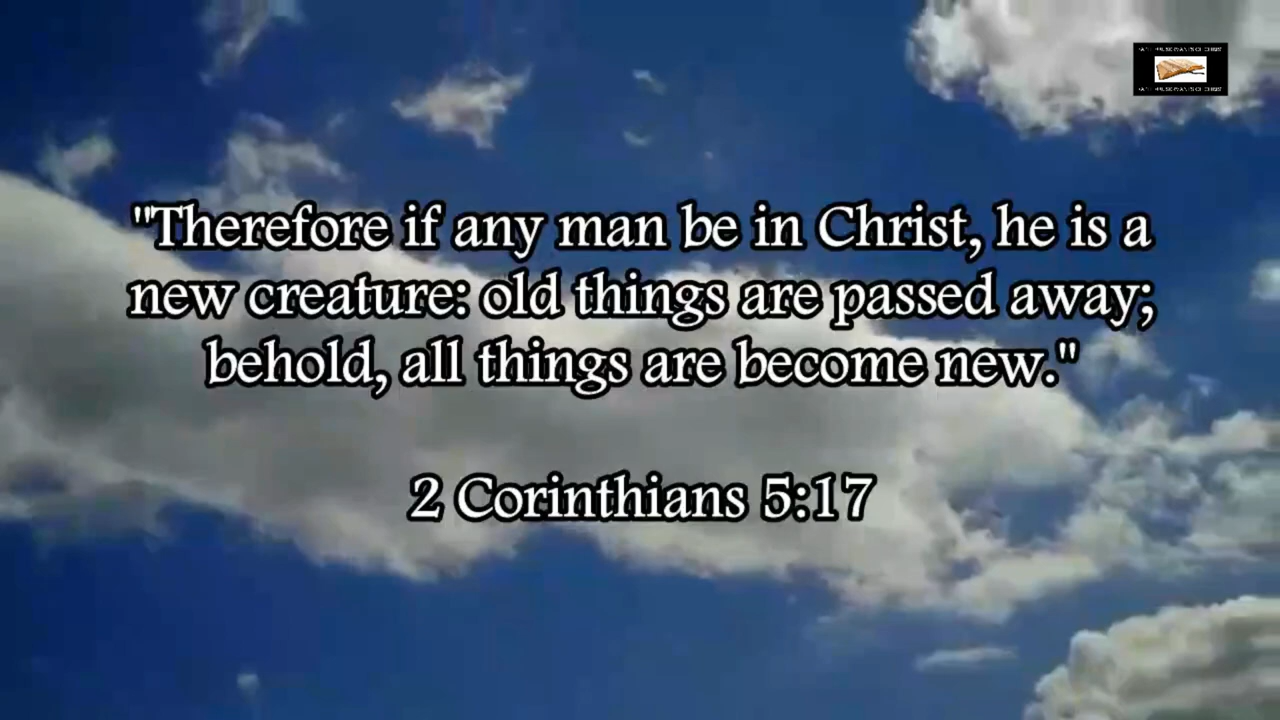 "Therefore if any man be in Christ, he is a
new creature: old things are passed away;
behold, all things are become new."
2 Corinthians 5:17